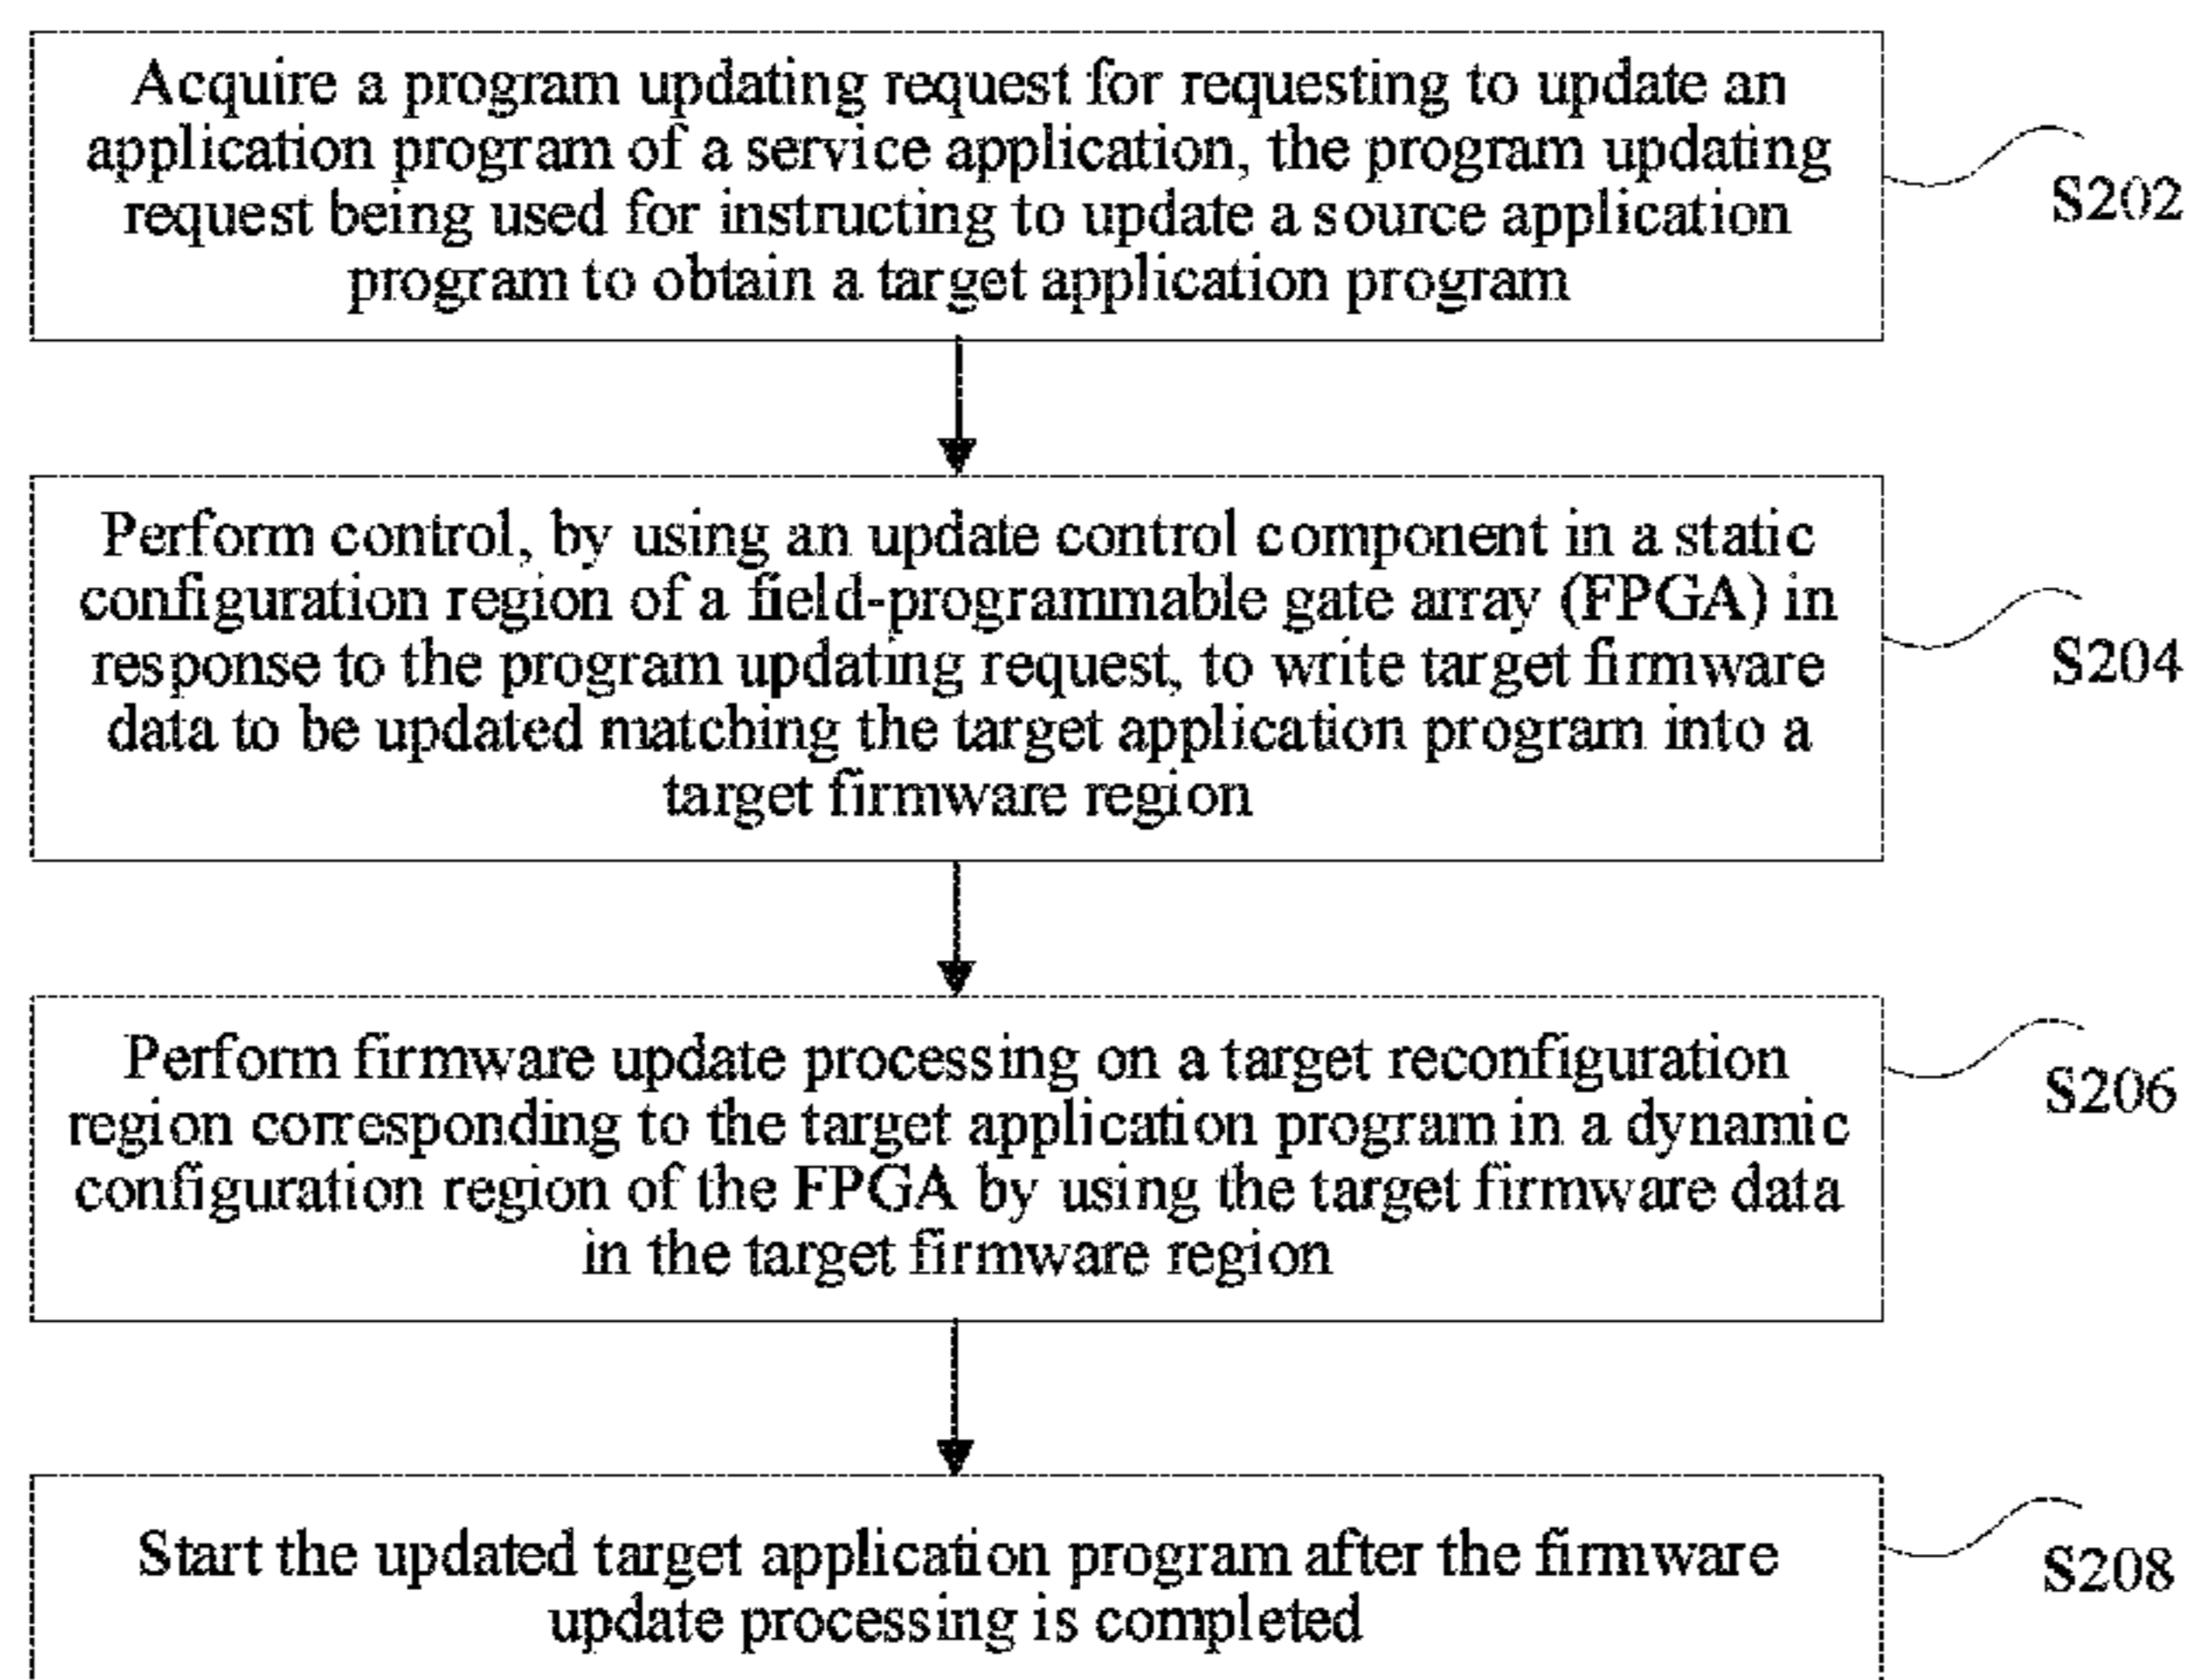 Acquire a program updating request for requesting to update an
application program of a service application, the program updating
request being used for instructing to update a source application
program to obtain a target application program
S202
Perform control, by using an update control component in a static
configuration region of a field-programmable gate array (FPGA) in
response to the program updating request, to write target firmware
data to be updated matching the target application program into a
target firmware region
S204
Perform firmware update processing on a target reconfiguration
region corresponding to the target application program in a dynamic
configuration region of the FPGA by using the target firmware data
in the target firmware region
S206
Start the updated target application program after the firmware
update processing is completed
S208